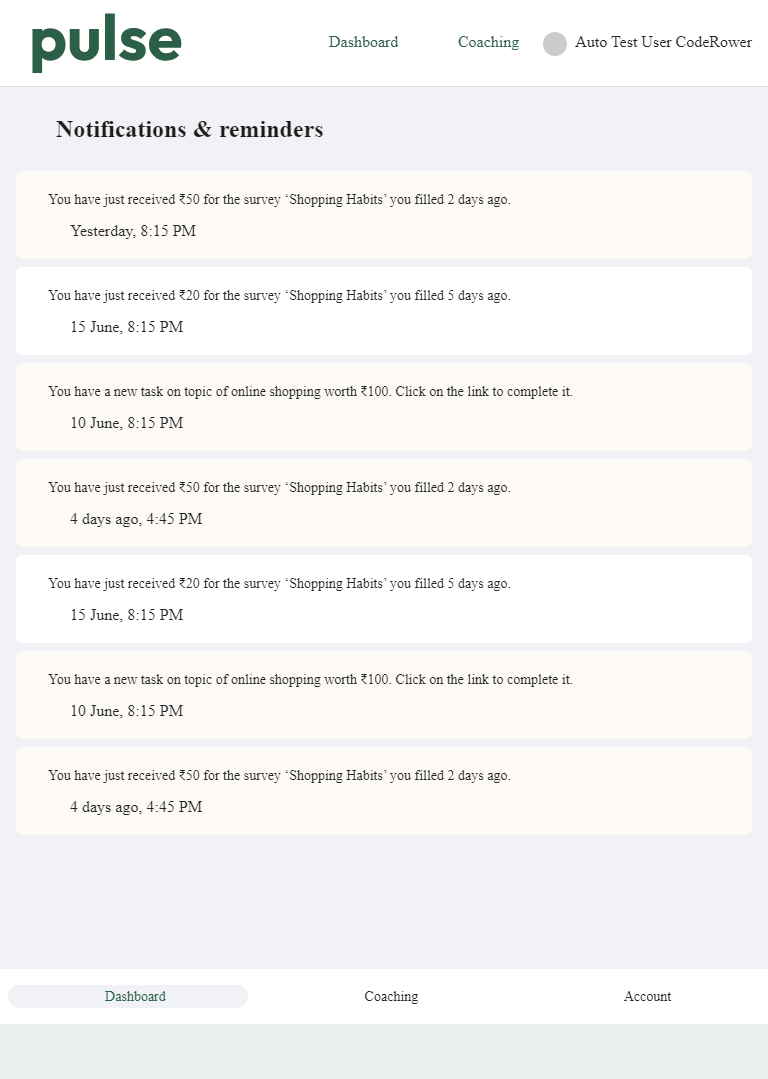 pulse
Dashboard Coaching Auto Test User CodeRower
Notifications & reminders
You have just received ₹50 for the survey ‘Shopping Habits’ you filled 2 days ago.
Yesterday, 8:15 PM
You have just received ₹20 for the survey ‘Shopping Habits’ you filled 5 days ago.
15 June, 8:15 PM
You have a new task on topic of online shopping worth ₹100. Click on the link to complete it.
10 June, 8:15 PM
You have just received ₹50 for the survey ‘Shopping Habits’ you filled 2 days ago.
4 days ago, 4:45 PM
You have just received ₹20 for the survey ‘Shopping Habits’ you filled 5 days ago.
15 June, 8:15 PM
You have a new task on topic of online shopping worth ₹100. Click on the link to complete it.
10 June, 8:15 PM
You have just received ₹50 for the survey ‘Shopping Habits’ you filled 2 days ago.
4 days ago, 4:45 PM
Dashboard Coaching Account